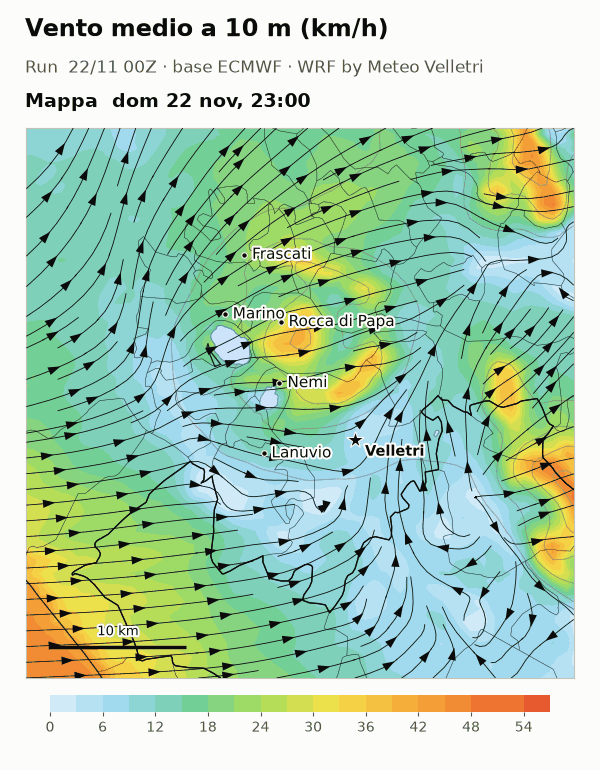 Vento medio a 10 m (km/h)
Run  22/11 00Z · base ECMWF · WRF by Meteo Velletri
Mappa  dom 22 nov, 23:00
Frascati
Marino
Rocca di Papa
Nemi
Velletri
Lanuvio
10 km
0 6 12 18 24 30 36 42 48 54